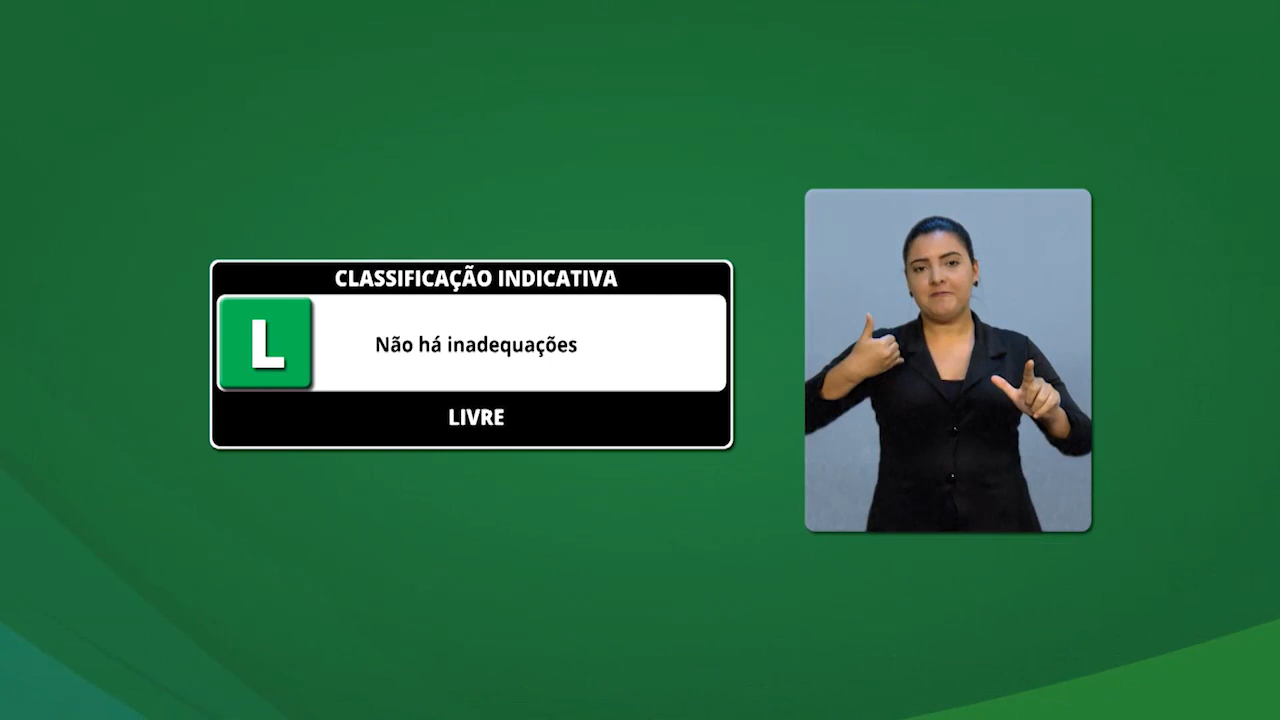 CLASSIFICAÇÃO INDICATIVA
L
Não há inadequações
LIVRE